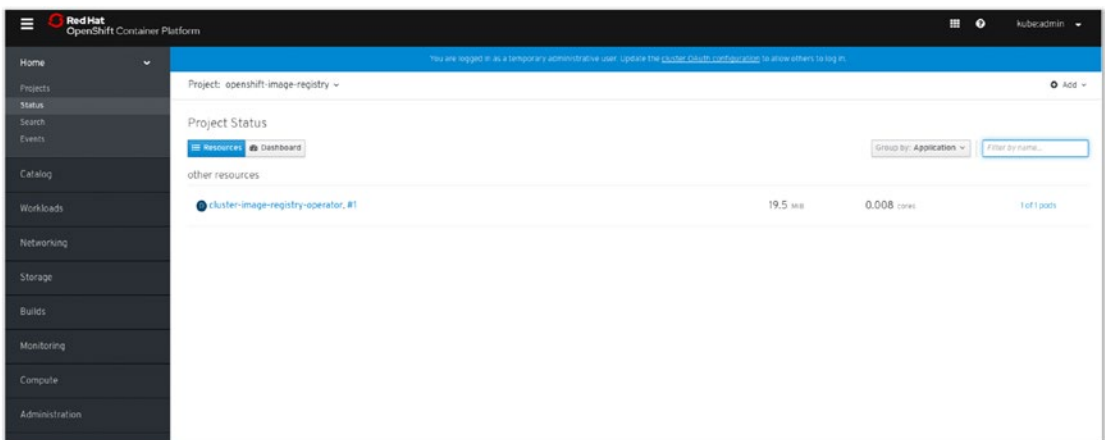 Red Hat
OpenShift Container Platform
kube:admin
Home
You are logged in as a temporary administrative user. Update the cluster OAuth configuration to allow others to log in.
Projects
Project: openshift-image-registry
Add
Status
Search
Project Status
Events
Resources
Dashboard
Group by: Application
Filter by name...
Catalog
other resources
Workloads
cluster-image-registry-operator, #1
19.5 MiB
0.008 cores
1 of 1 pods
Networking
Storage
Builds
Monitoring
Compute
Administration